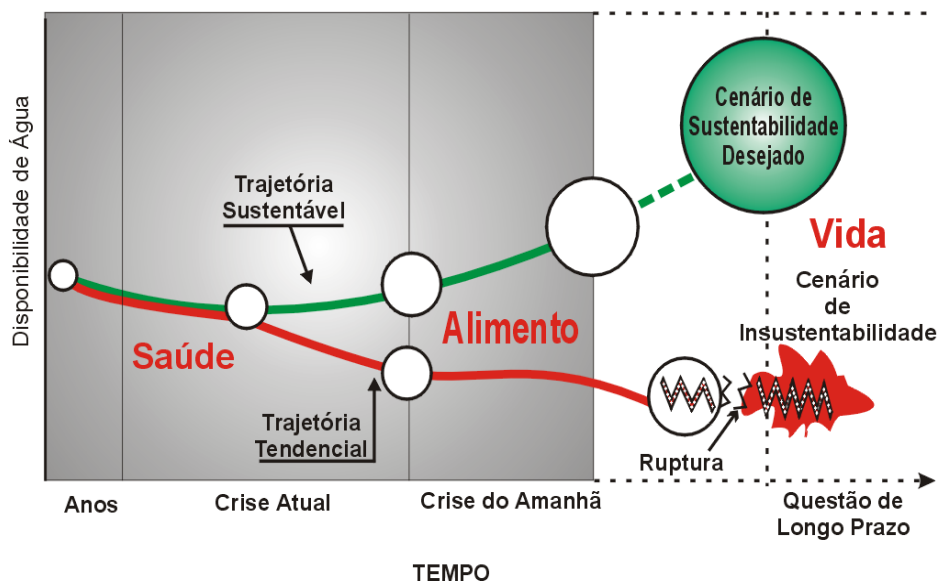 Disponibilidade de Água
Cenário de
Sustentabilidade
Desejado
Trajetória
Sustentável
Vida
Cenário
de
Insustentabilidade
Alimento
Saúde
Trajetória
Tendencial
Ruptura
Anos
Crise Atual
Crise do Amanhã
Questão de
Longo Prazo
TEMPO